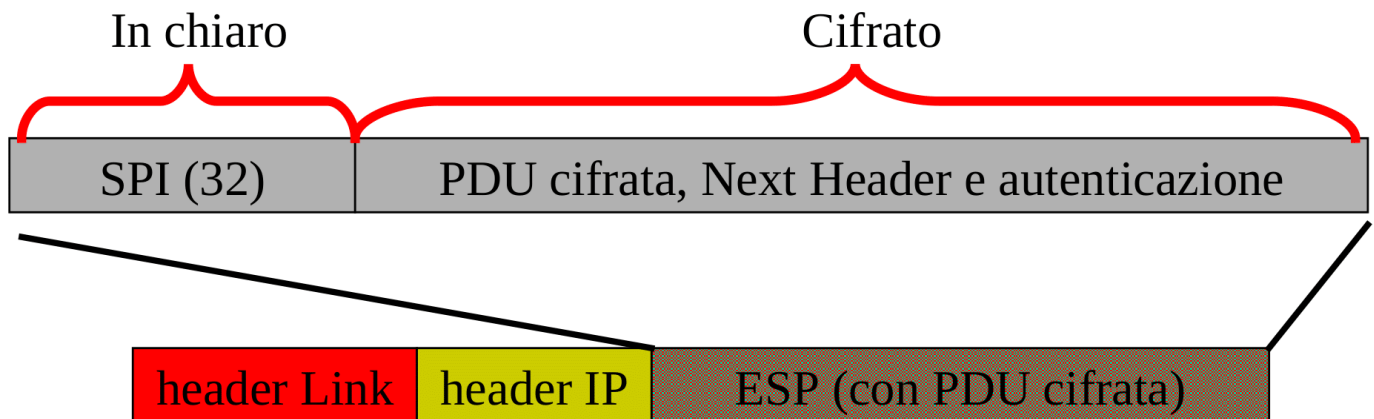 In chiaro
Cifrato
SPI (32)
PDU cifrata, Next Header e autenticazione
header Link
header IP
ESP (con PDU cifrata)